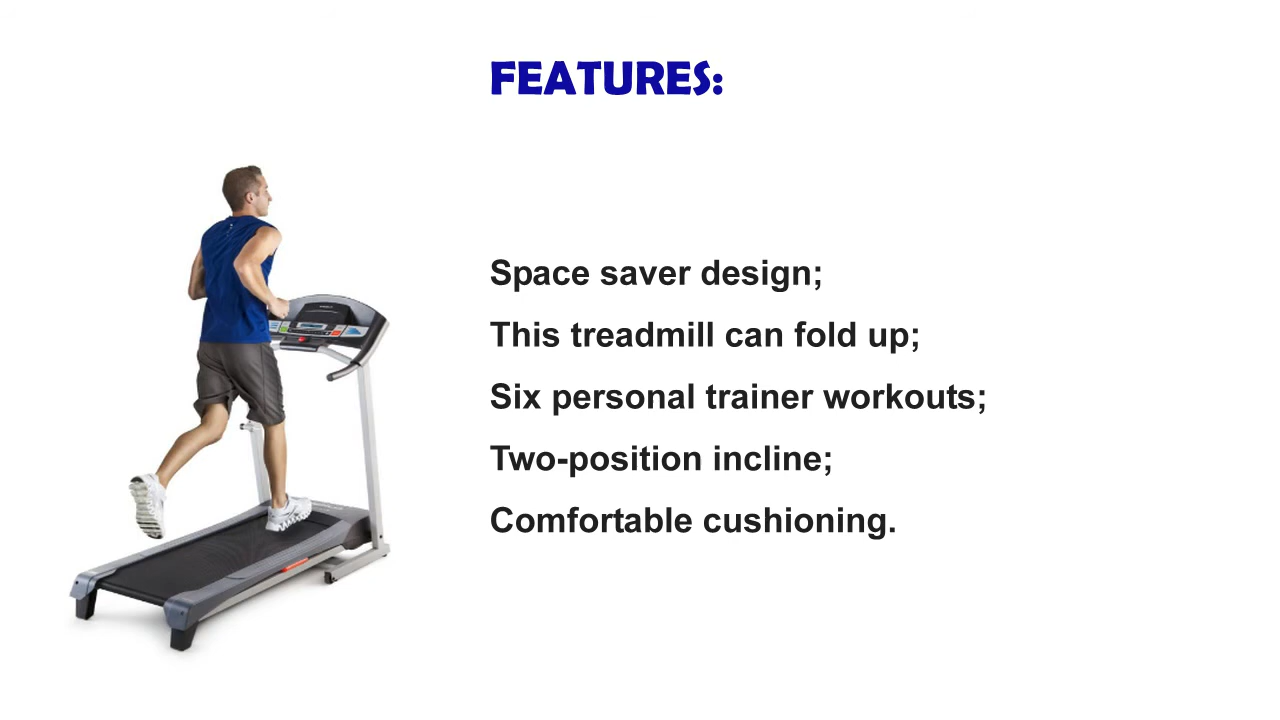 FEATURES:
Space saver design;
This treadmill can fold up;
Six personal trainer workouts;
Two-position incline;
Comfortable cushioning.